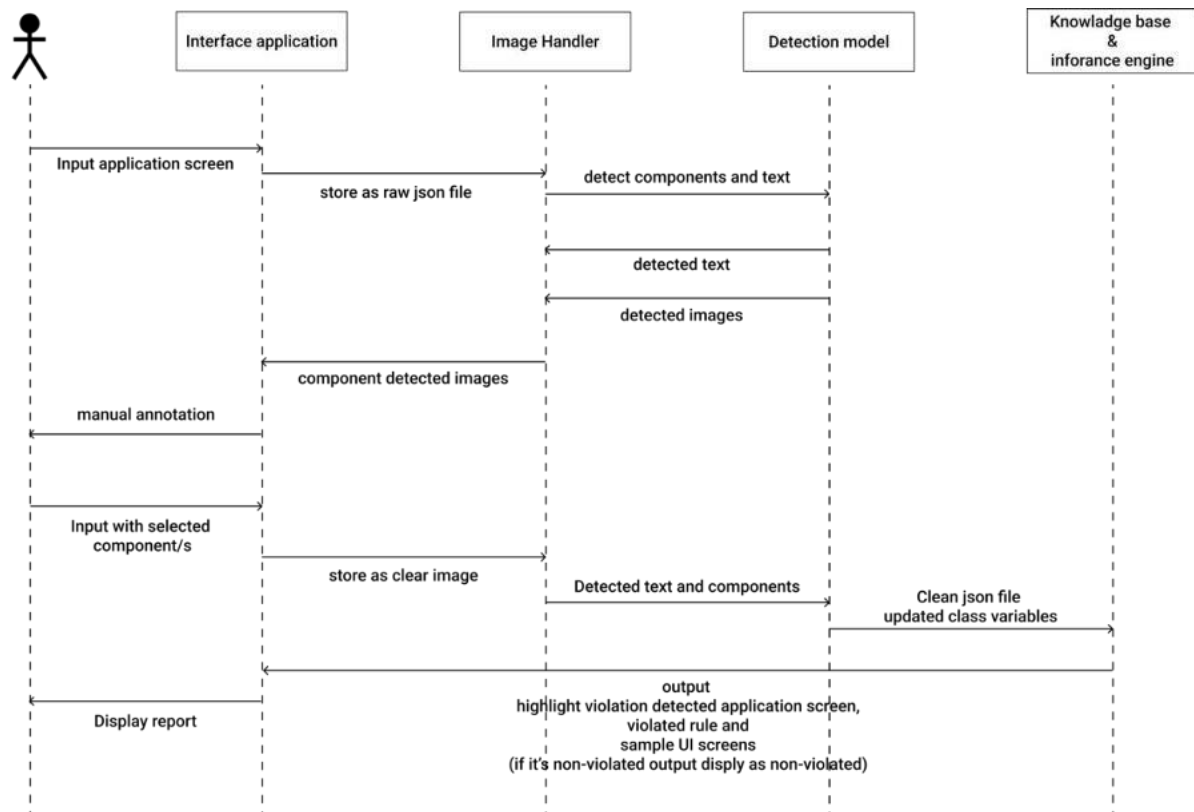 Interface application
Image Handler
Detection model
Knowladge base
&
inforance engine
Input application screen
store as raw json file
detect components and text
detected text
detected images
component detected images
manual annotation
Input with selected
component/s
store as clear image
Detected text and components
Clean json file
updated class variables
output
highlight violation detected application screen,
violated rule and
sample UI screens
(if it's non-violated output disply as non-violated)
Display report